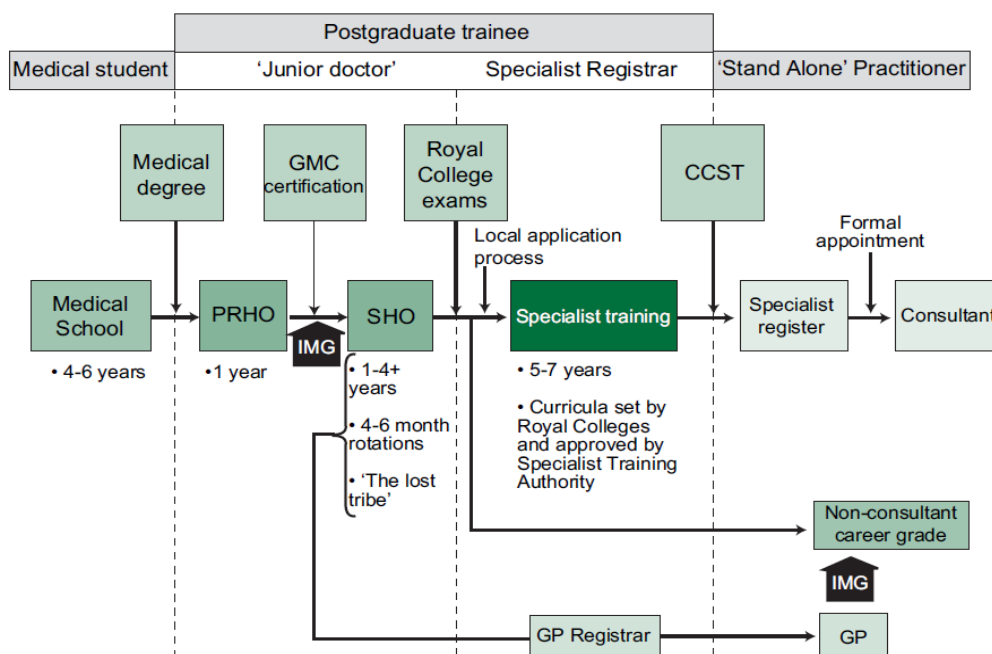 Postgraduate trainee
Medical student
'Junior doctor'
Specialist Registrar
'Stand Alone' Practitioner
Medical
degree
GMC
certification
Royal
College
exams
CCST
Local application
process
Formal
appointment
Medical
School
PRHO
IMG
SHO
Specialist training
Specialist
register
Consultant
• 4-6 years
•1 year
• 1-4+
years
• 4-6 month
rotations
• 'The lost
tribe'
• 5-7 years
• Curricula set by
Royal Colleges
and approved by
Specialist Training
Authority
Non-consultant
career grade
IMG
GP Registrar
GP